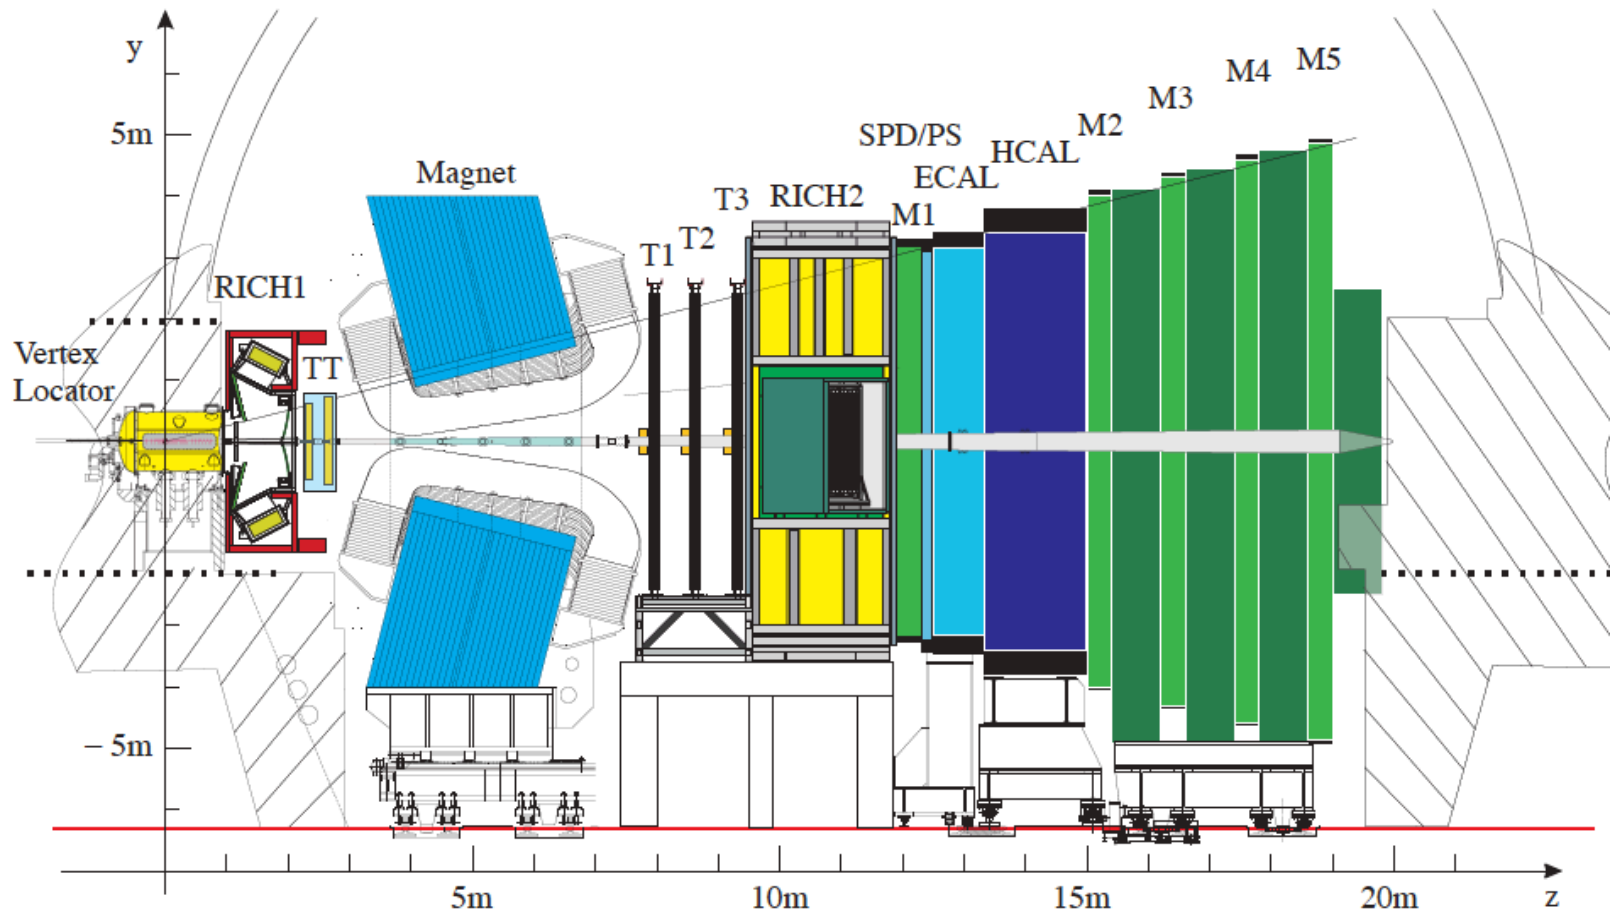 y
5m
M5
M4
M3
M2
SPD/PS
HCAL
ECAL
Magnet
T3
RICH2
M1
T2
T1
RICH1
Vertex
Locator
TT
− 5m
5m
10m
15m
20m
z